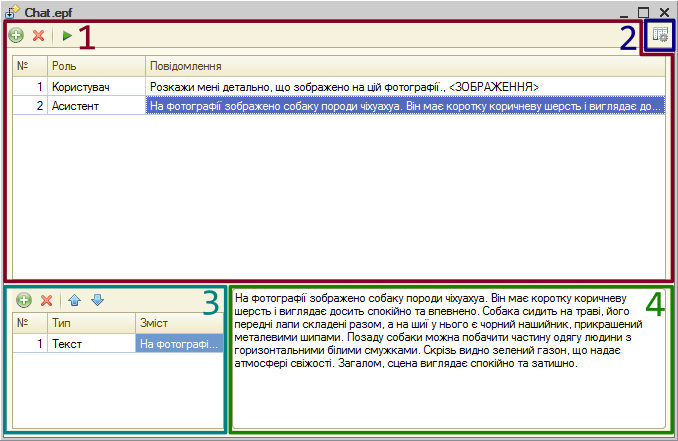 Chat.epf
1
2
№ Роль Повідомлення
1 Користувач Розкажи мені детально, що зображено на цій фотографії., <ЗОБРАЖЕННЯ>
2 Асистент На фотографії зображено собаку породи чіхуахуа. Він має коротку коричневу шерсть і виглядає до...
3
№ Тип Зміст
1 Текст На фотографі...
4
На фотографії зображено собаку породи чіхуахуа. Він має коротку коричневу
шерсть і виглядає досить спокійно та впевнено. Собака сидить на траві, його
передні лапи складені разом, а на шиї у нього є чорний нашийник, прикрашений
металевими шипами. Позаду собаки можна побачити частину одягу людини з
горизонтальними білими смужками. Скрізь видно зелений газон, що надає
атмосфері свіжості. Загалом, сцена виглядає спокійно та затишно.